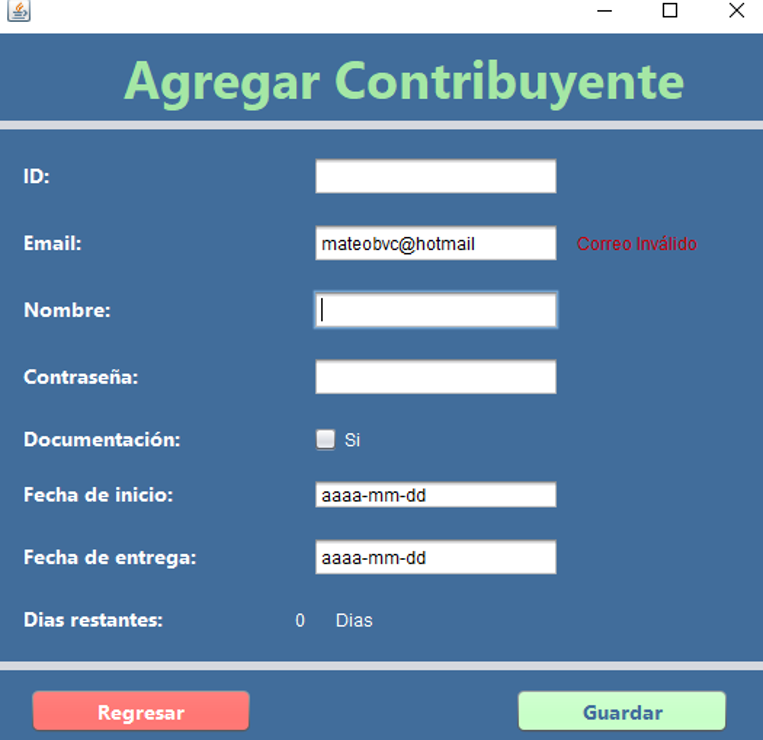 Agregar Contribuyente
ID:
Email: mateobvc@hotmail Correo Inválido
Nombre:
Contraseña:
Documentación: Si
Fecha de inicio: aaaa-mm-dd
Fecha de entrega: aaaa-mm-dd
Dias restantes: 0 Dias
Regresar Guardar